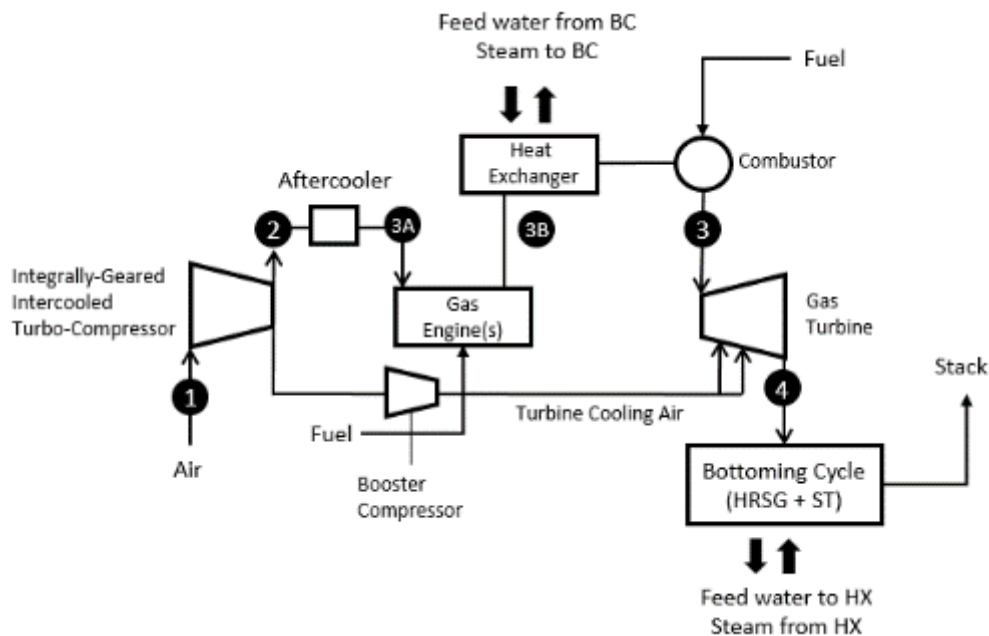 Feed water from BC
Steam to BC
Fuel
Heat
Exchanger
Combustor
Aftercooler
2
3A
3B
3
Integrally-Geared
Intercooled
Turbo-Compressor
Gas
Engine(s)
Gas
Turbine
1
4
Stack
Turbine Cooling Air
Fuel
Air
Booster
Compressor
Bottoming Cycle
(HRSG + ST)
Feed water to HX
Steam from HX